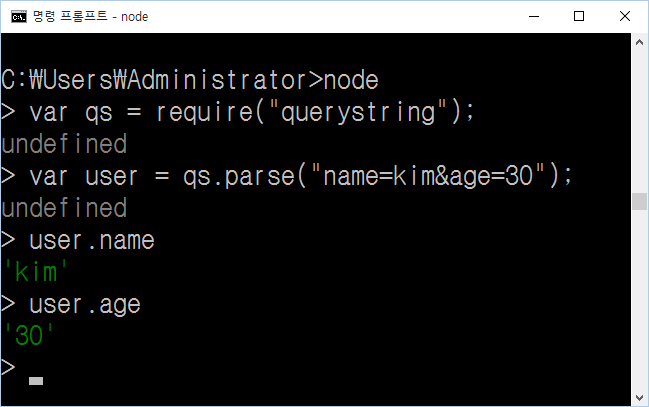 명령 프롬프트 - node
C:₩Users₩Administrator>node
> var qs = require("querystring");
undefined
> var user = qs.parse("name=kim&age=30");
undefined
> user.name
'kim'
> user.age
'30'
>